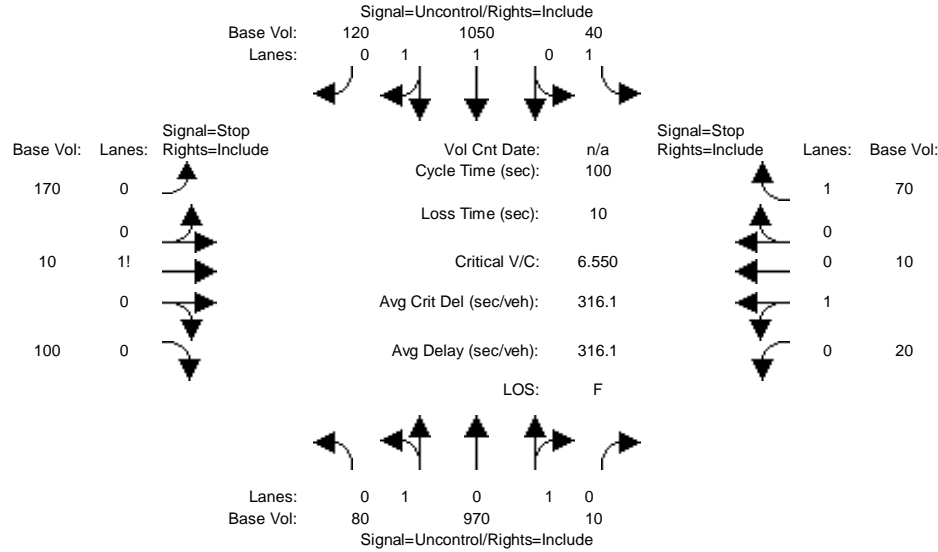 Signal=Uncontrol/Rights=Include
Base Vol: 120 1050 40
Lanes: 0 1 1 0 1
Signal=Stop
Base Vol: Lanes: Rights=Include
Vol Cnt Date: n/a
Signal=Stop
Rights=Include Lanes: Base Vol:
Cycle Time (sec): 100
170 0
1 70
Loss Time (sec): 10
0
0
10 1!
Critical V/C: 6.550
0 10
0
Avg Crit Del (sec/veh): 316.1
1
100 0
Avg Delay (sec/veh): 316.1
0 20
LOS: F
Lanes: 0 1 0 1 0
Base Vol: 80 970 10
Signal=Uncontrol/Rights=Include